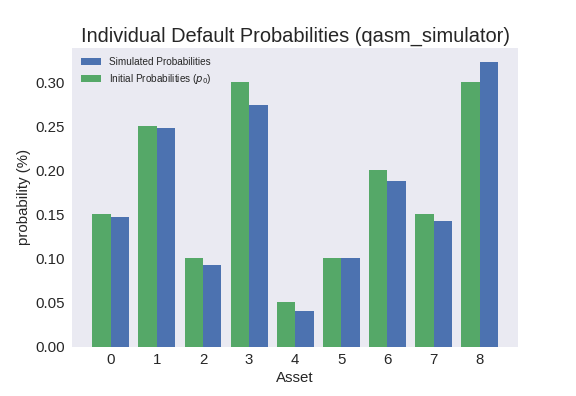 Individual Default Probabilities (qasm_simulator)
Simulated Probabilities
Initial Probabilities (p₀)
0.30
0.25
0.20
0.15
0.10
0.05
0.00
probability (%)
0 1 2 3 4 5 6 7 8
Asset